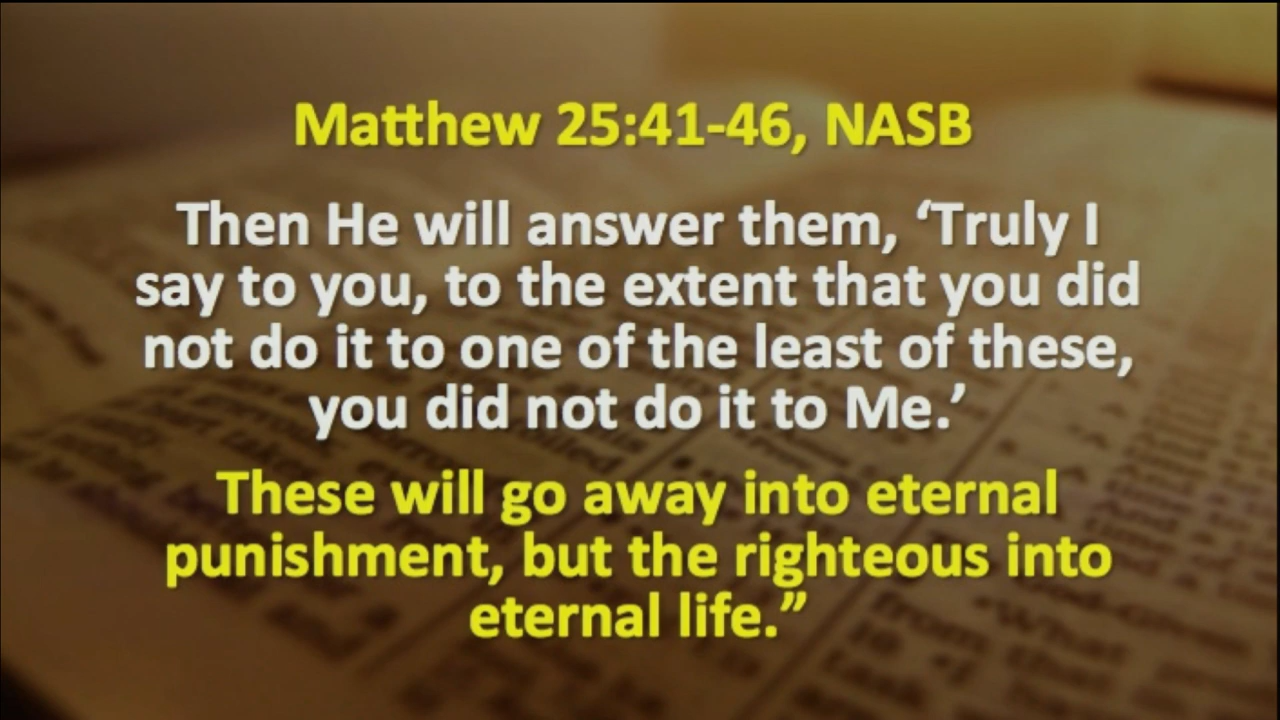 Matthew 25:41-46, NASB
Then He will answer them, ‘Truly I
say to you, to the extent that you did
not do it to one of the least of these,
you did not do it to Me.’
These will go away into eternal
punishment, but the righteous into
eternal life.”